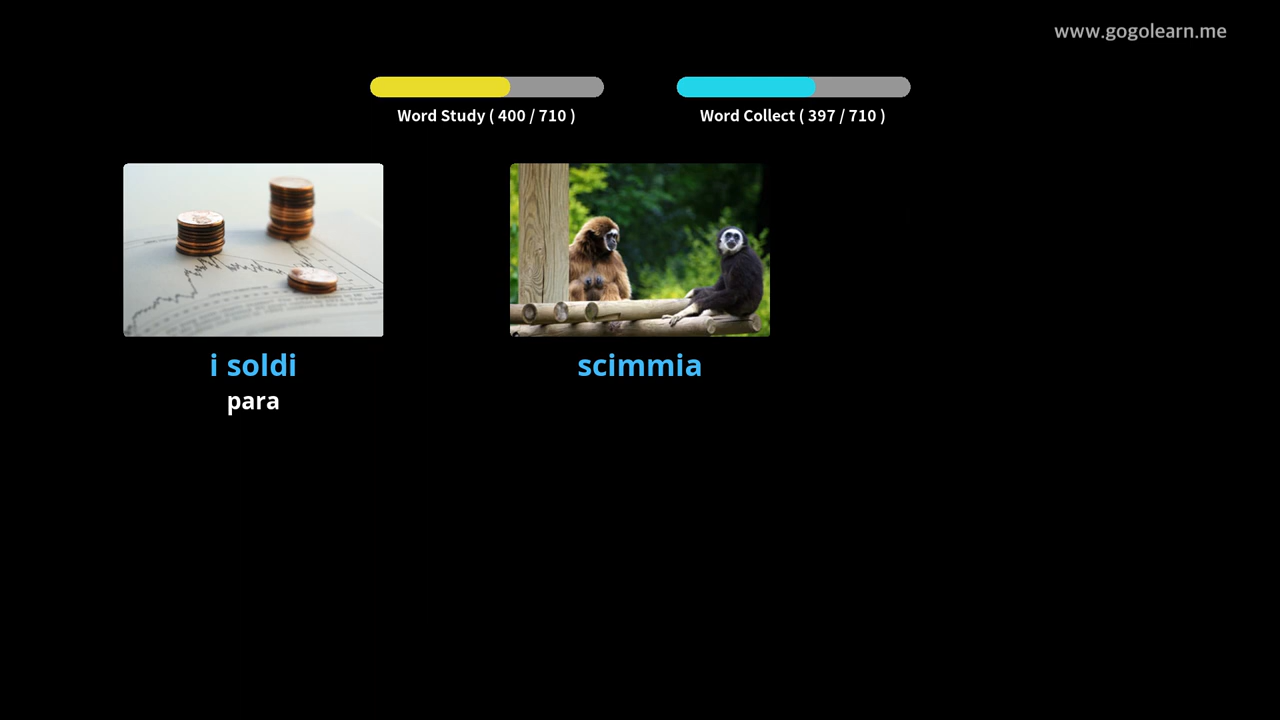 www.gogolearn.me
Word Study ( 400 / 710 )
Word Collect ( 397 / 710 )
i soldi
para
scimmia